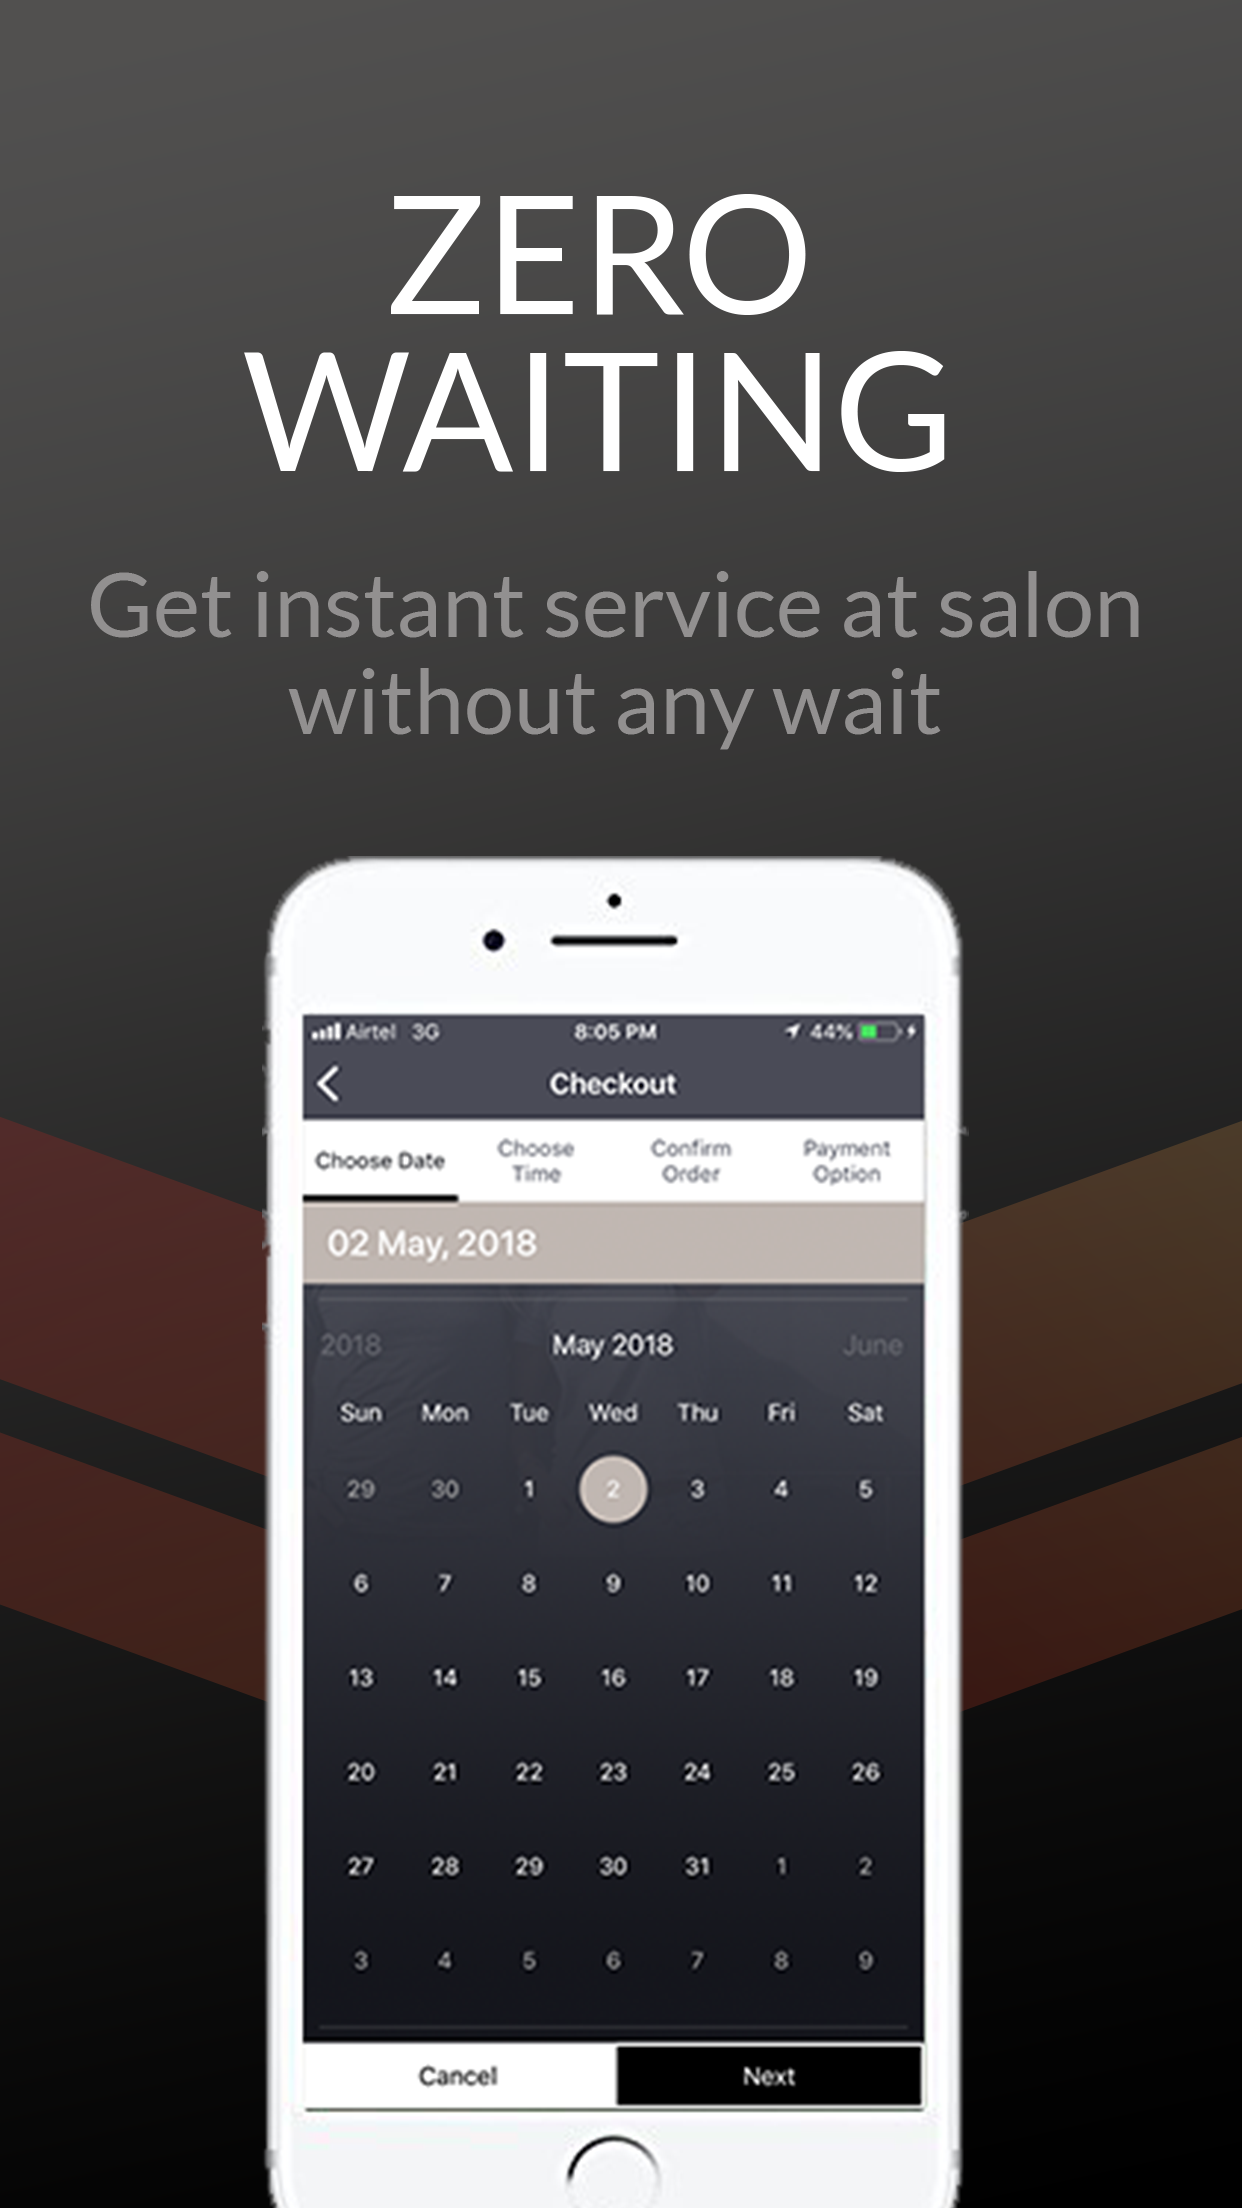 ZERO
WAITING
Get instant service at salon
without any wait
Airtel 3G 8:05 PM 44%
Checkout
Choose Date Choose Time Confirm Order Payment Option
02 May, 2018
2018 May 2018 June
Sun Mon Tue Wed Thu Fri Sat
29 30 1 2 3 4 5
6 7 8 9 10 11 12
13 14 15 16 17 18 19
20 21 22 23 24 25 26
27 28 29 30 31 1 2
3 4 5 6 7 8 9
Cancel Next